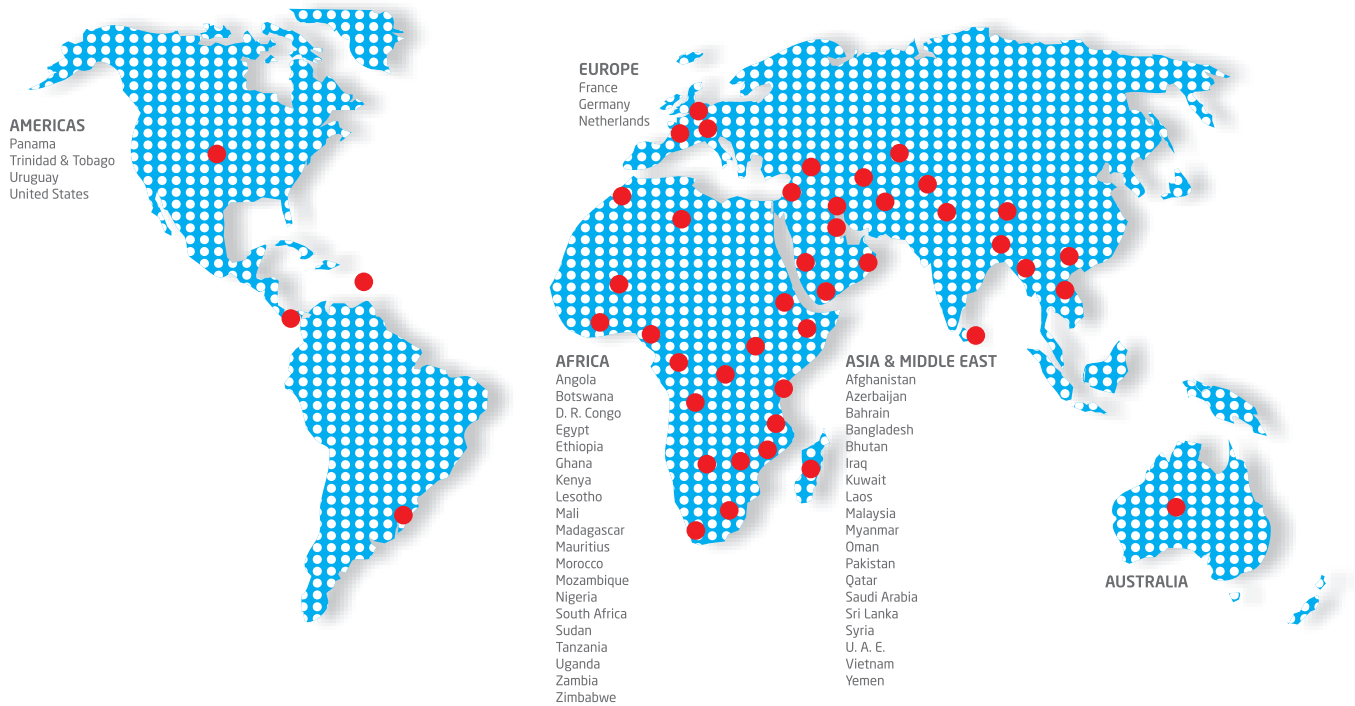 AMERICAS
Panama
Trinidad & Tobago
Uruguay
United States
EUROPE
France
Germany
Netherlands
AFRICA
Angola
Botswana
D. R. Congo
Egypt
Ethiopia
Ghana
Kenya
Lesotho
Mali
Madagascar
Mauritius
Morocco
Mozambique
Nigeria
South Africa
Sudan
Tanzania
Uganda
Zambia
Zimbabwe
ASIA & MIDDLE EAST
Afghanistan
Azerbaijan
Bahrain
Bangladesh
Bhutan
Iraq
Kuwait
Laos
Malaysia
Myanmar
Oman
Pakistan
Qatar
Saudi Arabia
Sri Lanka
Syria
U. A. E.
Vietnam
Yemen
AUSTRALIA